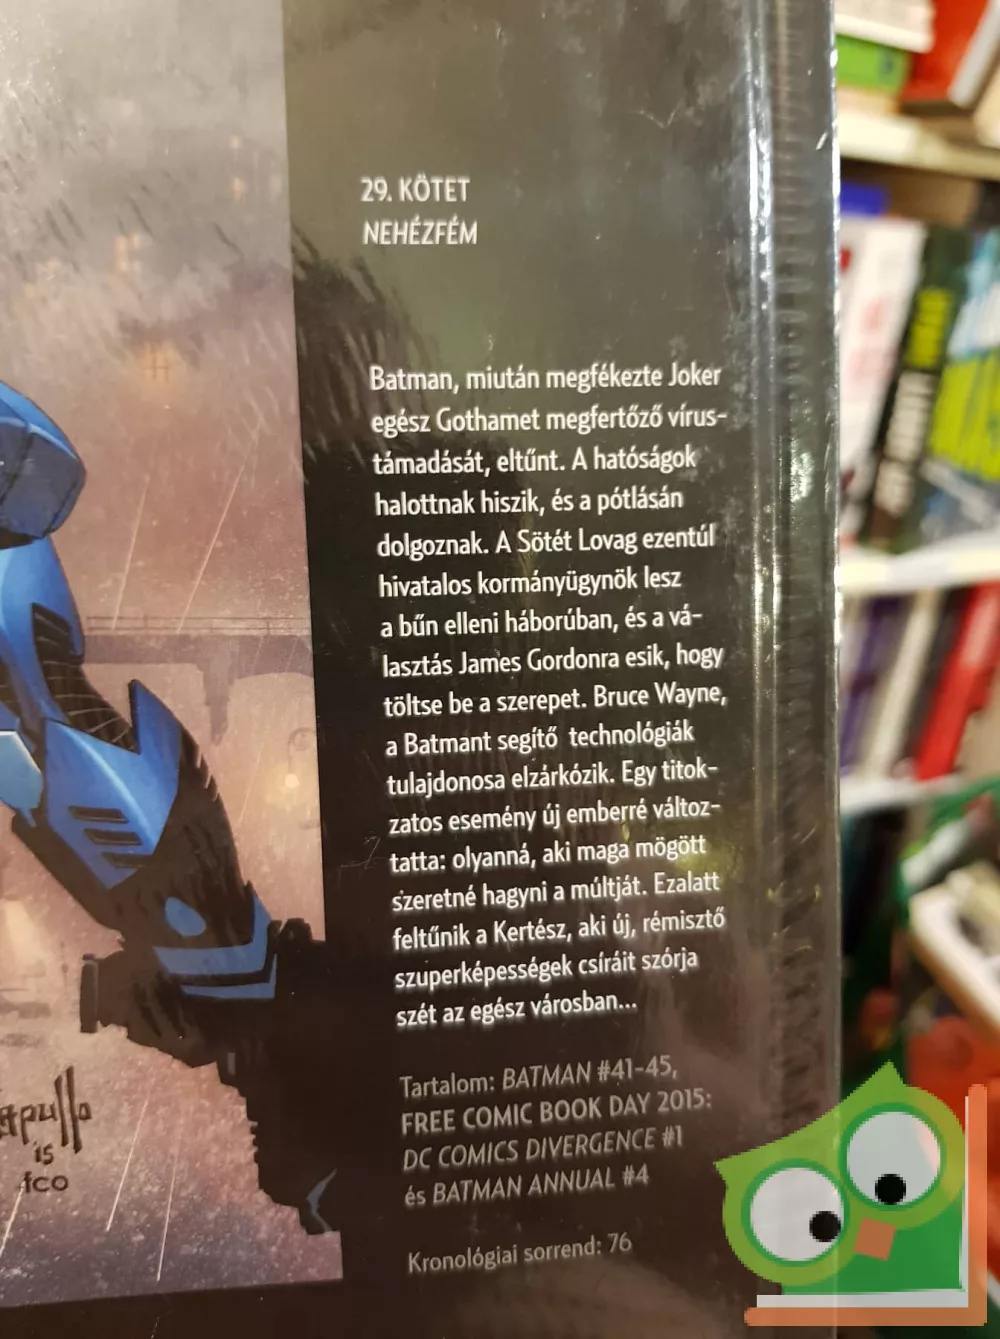 29. KÖTET
NEHÉZFÉM
Batman, miután megfékezte Joker
egész Gothamet megfertőző vírus-
támadását, eltűnt. A hatóságok
halottnak hiszik, és a pótlásán
dolgoznak. A Sötét Lovag ezentúl
hivatalos kormányügynök lesz
a bűn elleni háborúban, és a vá-
lasztás James Gordonra esik, hogy
töltse be a szerepet. Bruce Wayne,
a Batmant segítő technológiák
tulajdonosa elzárkózik. Egy titok-
zatos esemény új emberré változ-
tatta: olyanná, aki maga mögött
szeretné hagyni a múltját. Ezalatt
feltűnik a Kertész, aki új, rémisztő
szuperképességek csíráit szórja
szét az egész városban...
Tartalom: BATMAN #41-45,
FREE COMIC BOOK DAY 2015:
DC COMICS DIVERGENCE #1
és BATMAN ANNUAL #4
Kronológiai sorrend: 76
is
fco